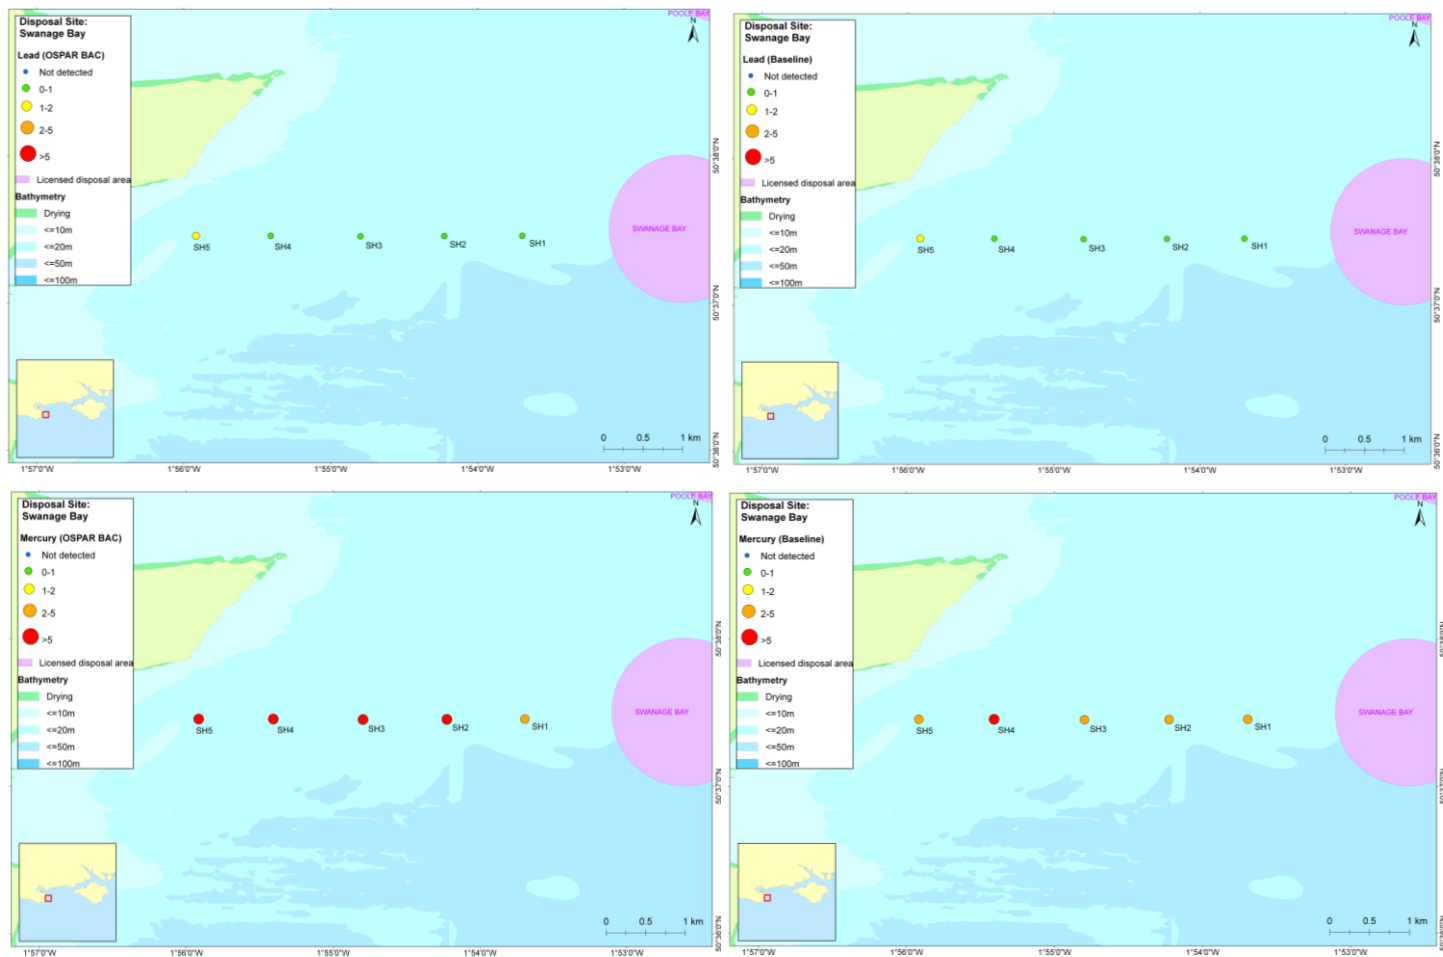 POOLE BAY
N
Disposal Site:
Swanage Bay
Lead (OSPAR BAC)
Not detected
0-1
1-2
2-5
>5
Licensed disposal area
Bathymetry
Drying
<=10m
<=20m
<=50m
<=100m
SH5
SH4
SH3
SH2
SH1
SWANAGE BAY
50°38'0"N
50°37'0"N
50°36'0"N
0 0.5 1 km
1°57'0"W 1°56'0"W 1°55'0"W 1°54'0"W 1°53'0"W
POOLE BAY
N
Disposal Site:
Swanage Bay
Lead (Baseline)
Not detected
0-1
1-2
2-5
>5
Licensed disposal area
Bathymetry
Drying
<=10m
<=20m
<=50m
<=100m
SH5
SH4
SH3
SH2
SH1
SWANAGE BAY
50°38'0"N
50°37'0"N
50°36'0"N
0 0.5 1 km
1°57'0"W 1°56'0"W 1°55'0"W 1°54'0"W 1°53'0"W
POOLE BAY
N
Disposal Site:
Swanage Bay
Mercury (OSPAR BAC)
Not detected
0-1
1-2
2-5
>5
Licensed disposal area
Bathymetry
Drying
<=10m
<=20m
<=50m
<=100m
SH5
SH4
SH3
SH2
SH1
SWANAGE BAY
50°38'0"N
50°37'0"N
50°36'0"N
0 0.5 1 km
1°57'0"W 1°56'0"W 1°55'0"W 1°54'0"W 1°53'0"W
POOLE BAY
N
Disposal Site:
Swanage Bay
Mercury (Baseline)
Not detected
0-1
1-2
2-5
>5
Licensed disposal area
Bathymetry
Drying
<=10m
<=20m
<=50m
<=100m
SH5
SH4
SH3
SH2
SH1
SWANAGE BAY
50°38'0"N
50°37'0"N
50°36'0"N
0 0.5 1 km
1°57'0"W 1°56'0"W 1°55'0"W 1°54'0"W 1°53'0"W